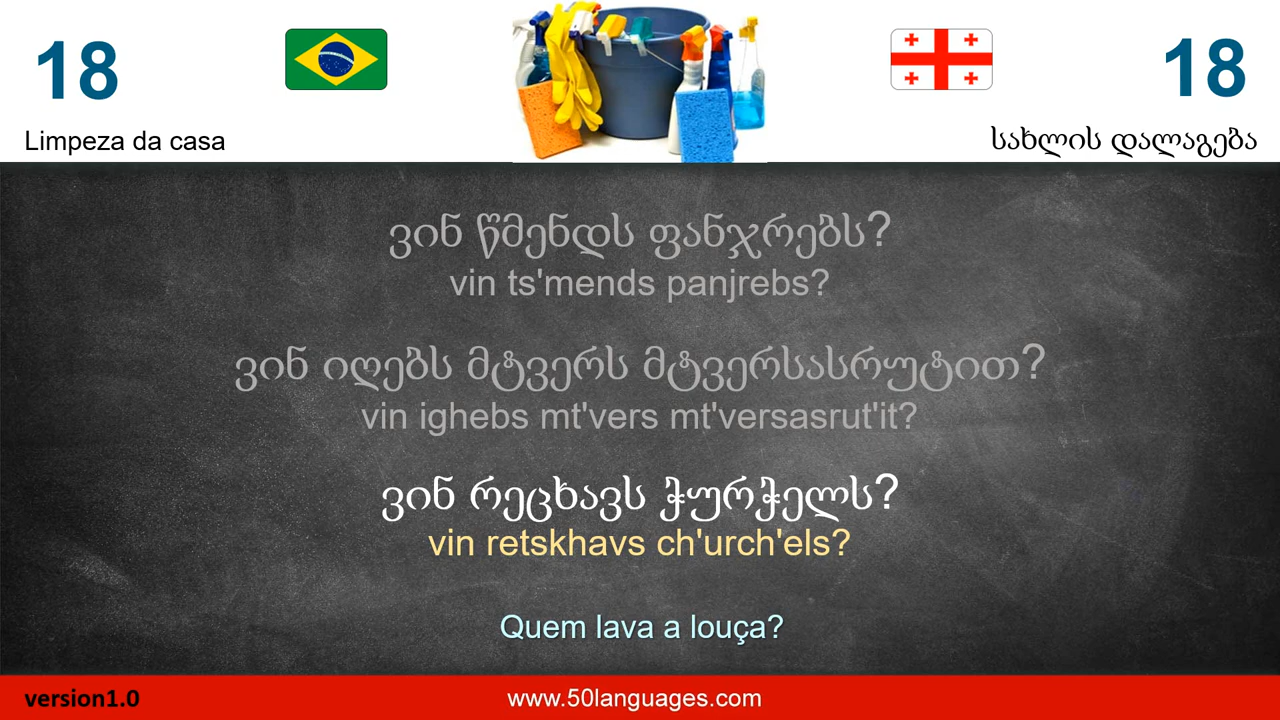 18
18
Limpeza da casa
სახლის დალაგება
ვინ წმენდს ფანჯრებს?
vin ts'mends panjrebs?
ვინ იღებს მტვერს მტვერსასრუტით?
vin ighebs mt'vers mt'versasrut'it?
ვინ რეცხავს ჭურჭელს?
vin retskhavs ch'urch'els?
Quem lava a louça?
version1.0
www.50languages.com